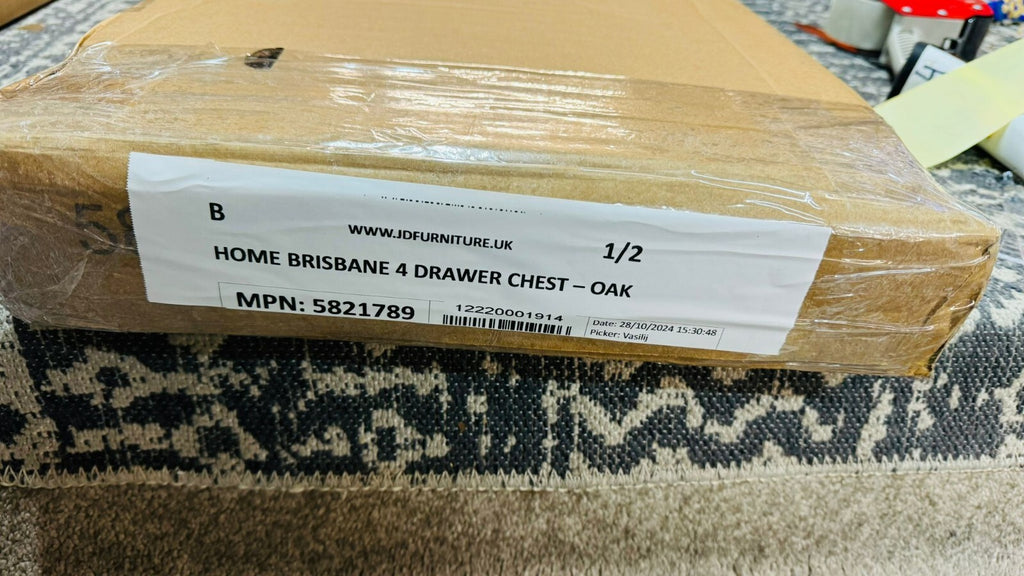 B
WWW.JDFURNITURE.UK
1/2
HOME BRISBANE 4 DRAWER CHEST – OAK
MPN: 5821789
12220001914
Date: 28/10/2024 15:30:48
Picker: Vasilij